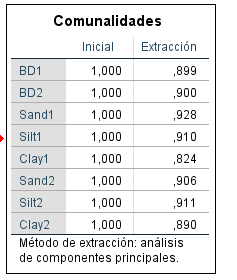 Comunalidades
Inicial Extracción
BD1 1,000 ,899
BD2 1,000 ,900
Sand1 1,000 ,928
Silt1 1,000 ,910
Clay1 1,000 ,824
Sand2 1,000 ,906
Silt2 1,000 ,911
Clay2 1,000 ,890
Método de extracción: análisis
de componentes principales.